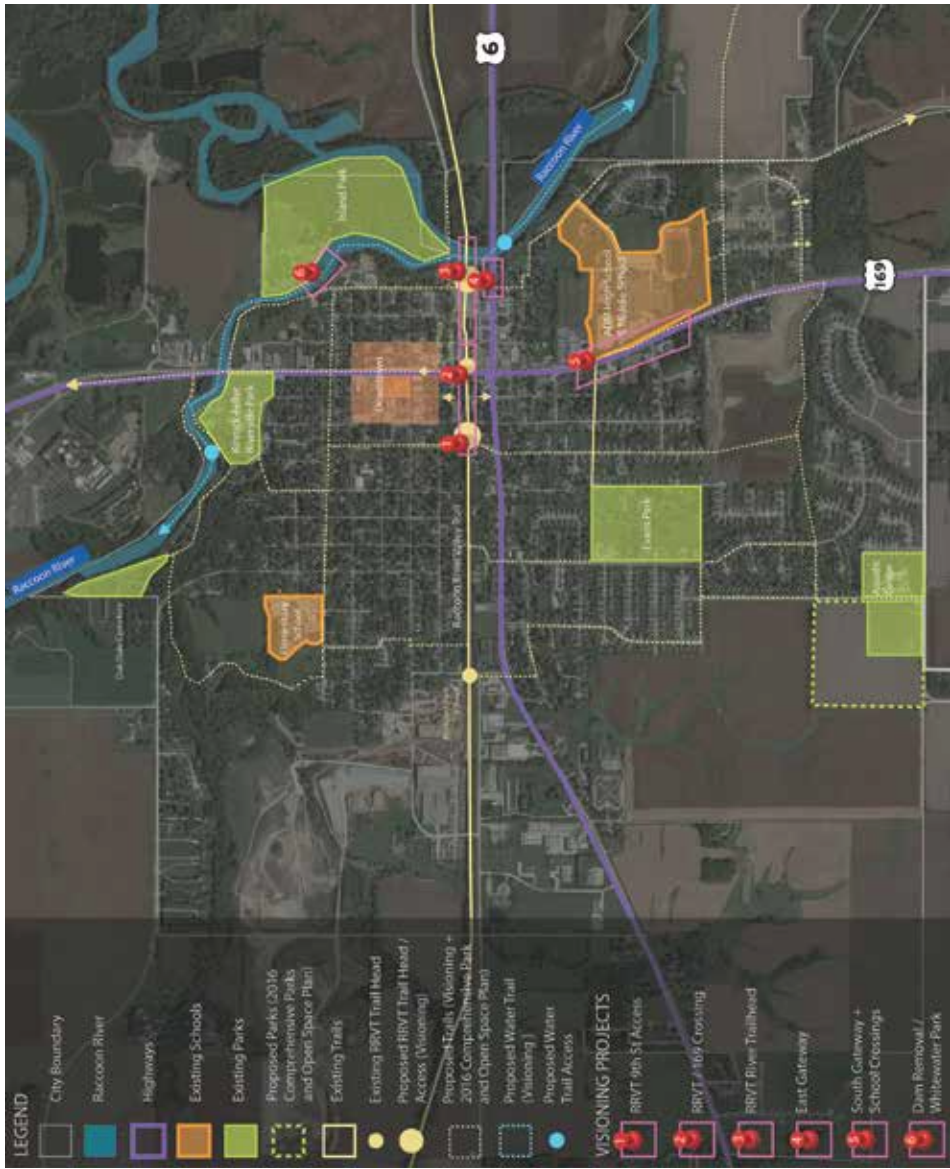 LEGEND
City Boundary
Raccoon River
Highways
Existing Schools
Existing Parks
Proposed Parks (2016
Comprehensive Parks
and Open Space Plan)
Existing Trails
Existing RRVT Trail Head
Proposed RRVT Trail Head /
Access (Visioning)
Proposed Trails (Visioning +
2016 Comprehensive Park
and Open Space Plan)
Proposed Water Trail
(Visioning )
Proposed Water
Trail Access
VISIONING PROJECTS
RRVT 9th St Access
RRVT / 169 Crossing
RRVT River Trailhead
East Gateway
South Gateway +
School Crossings
Dam Removal /
Whitewater Park
Raccoon River
Riverside Park
Downtown
Island Park
Raccoon River Valley Trail
Evans Park
High School
Raccoon River
6
169